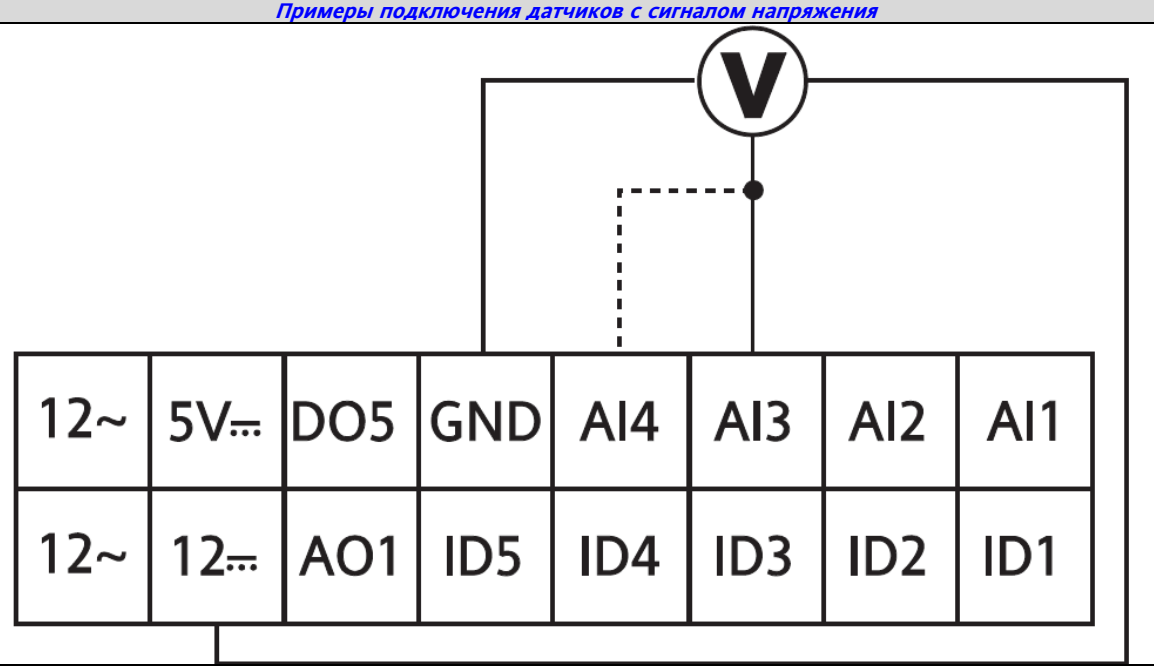 Примеры подключения датчиков с сигналом напряжения
V
12~ 5V⎓ DO5 GND AI4 AI3 AI2 AI1
12~ 12⎓ AO1 ID5 ID4 ID3 ID2 ID1